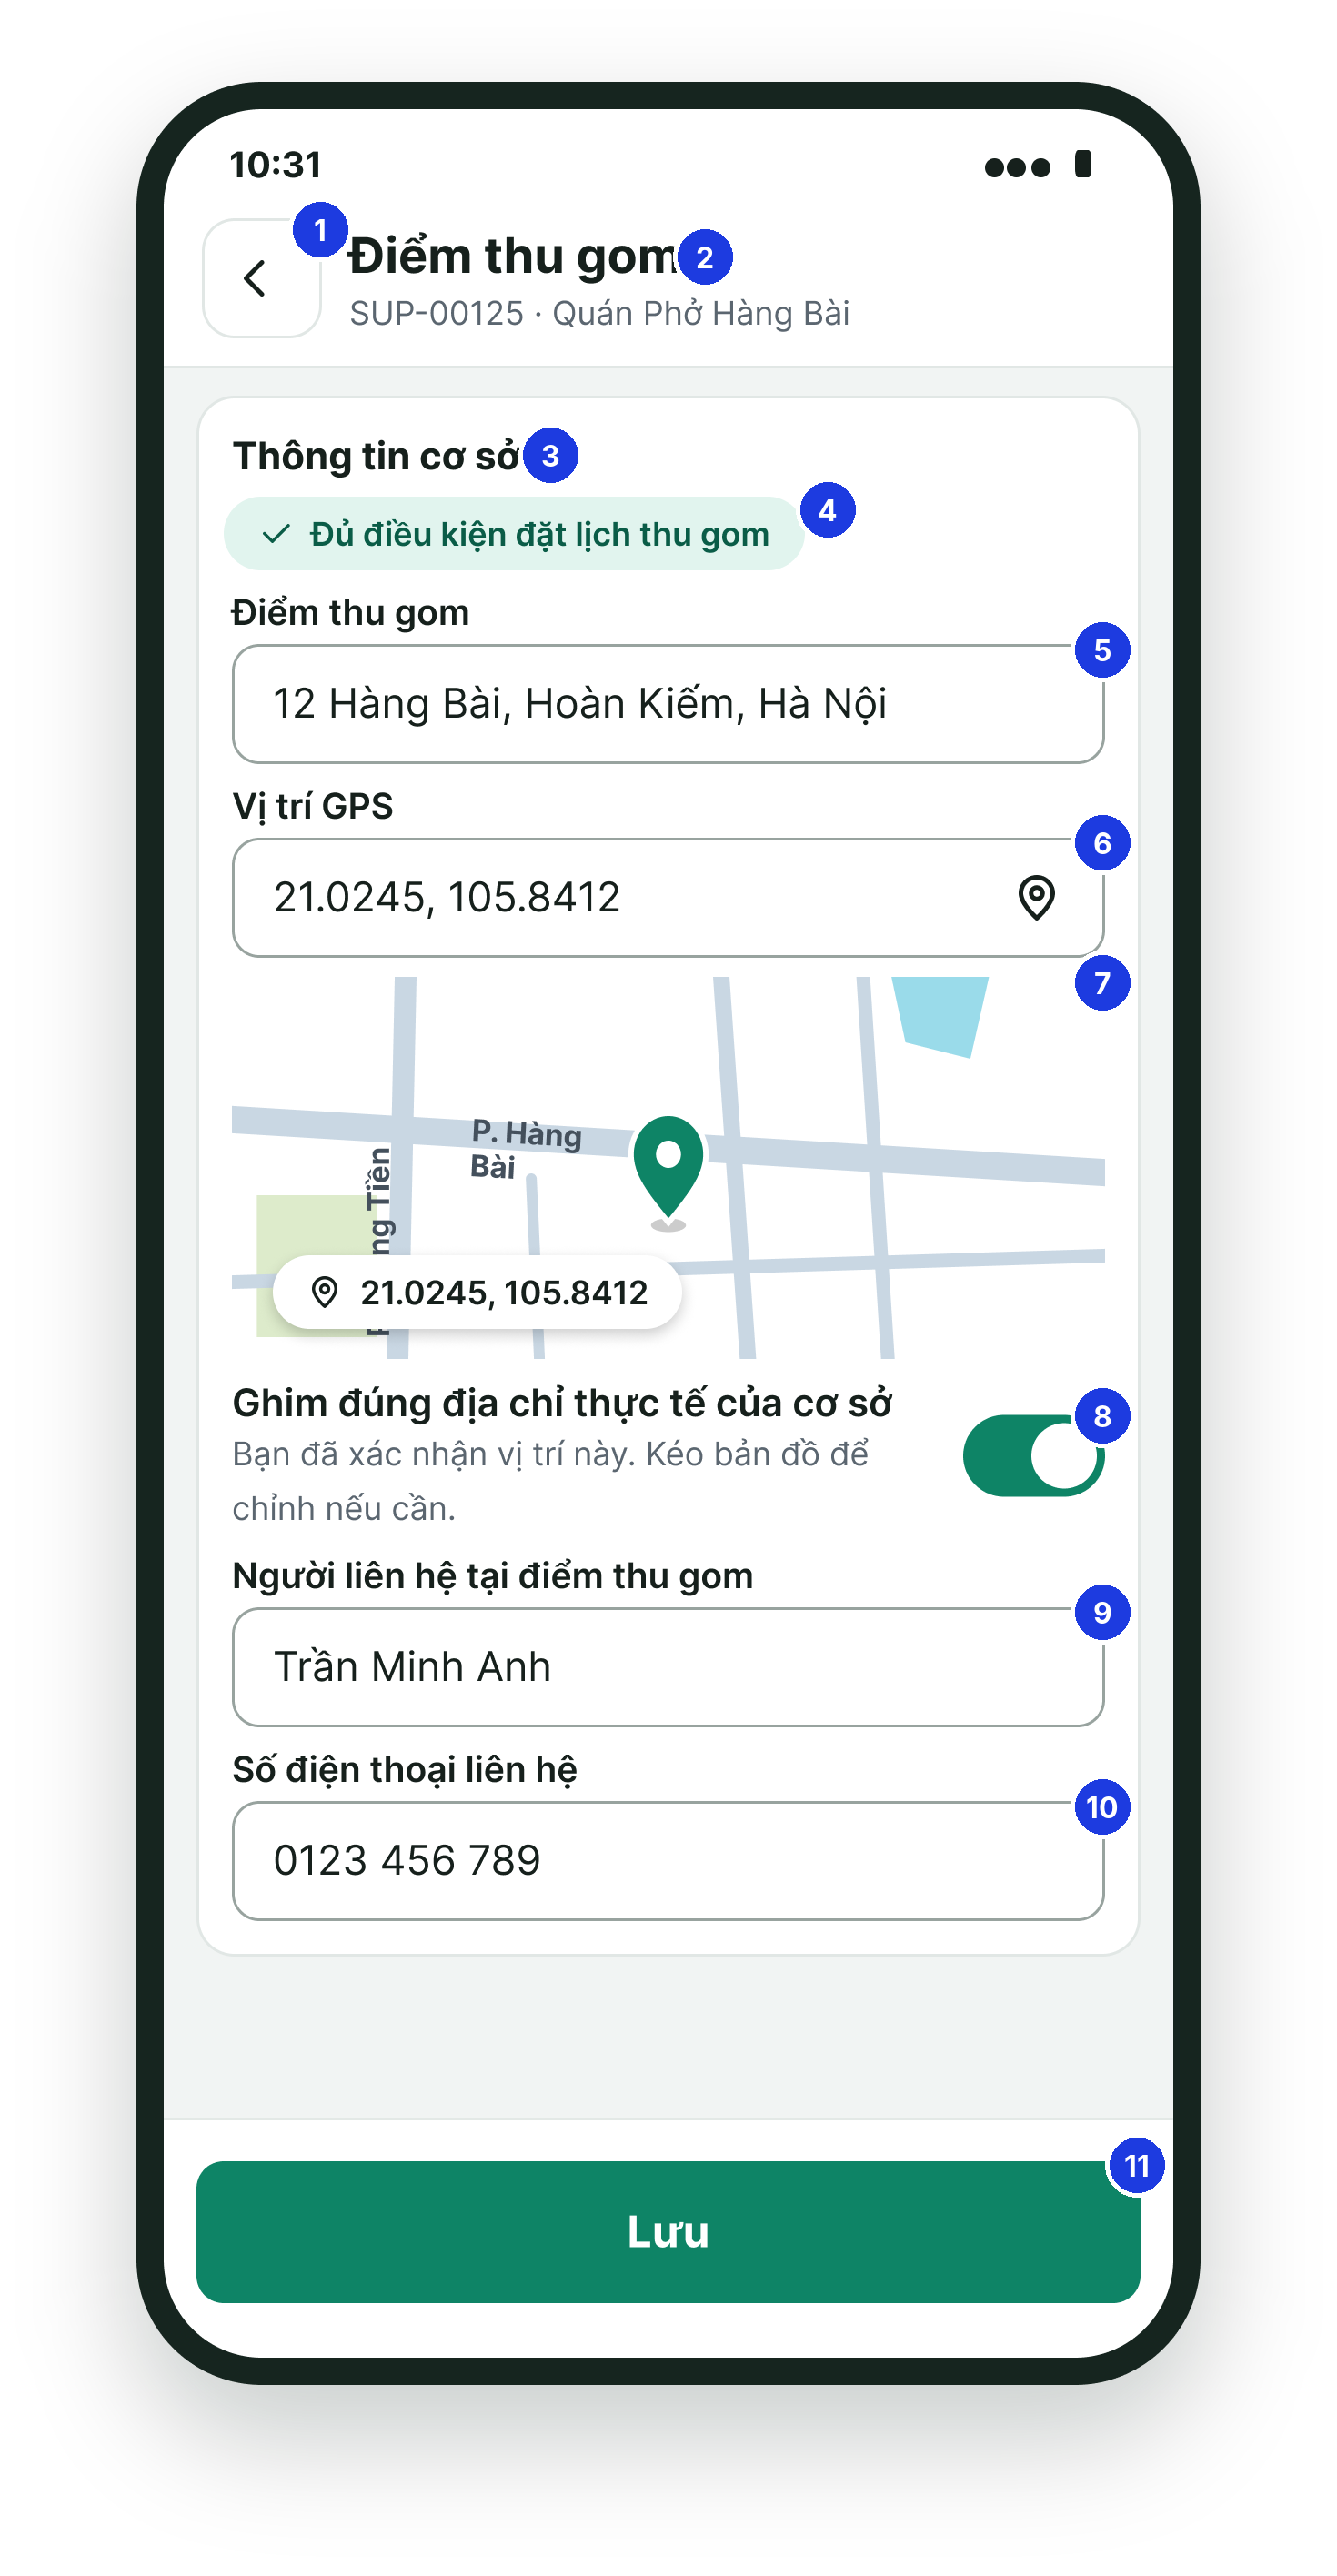 10:31
1
Điểm thu gom
2
SUP-00125 · Quán Phở Hàng Bài
Thông tin cơ sở
3
4
Đủ điều kiện đặt lịch thu gom
Điểm thu gom
5
12 Hàng Bài, Hoàn Kiếm, Hà Nội
Vị trí GPS
6
21.0245, 105.8412
7
P. Hàng
Bài
ng Tiền
21.0245, 105.8412
Ghim đúng địa chỉ thực tế của cơ sở
8
Bạn đã xác nhận vị trí này. Kéo bản đồ để
chỉnh nếu cần.
Người liên hệ tại điểm thu gom
9
Trần Minh Anh
Số điện thoại liên hệ
10
0123 456 789
11
Lưu